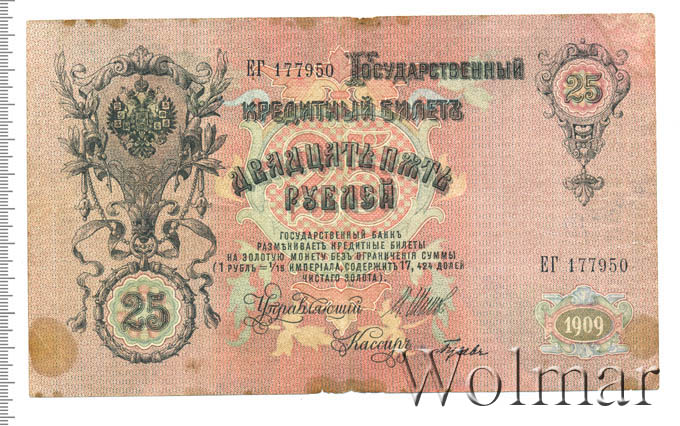 ЕГ 177950 Государственный
25
Кредитный Билетъ
Двадцать пять
рублей
Государственный Банкъ
размѣниваетъ кредитные билеты
на золотую монету безъ ограниченія суммы
(1 рубль = 1/15 имперіала, содержитъ 17,424 долей
чистаго золота).
ЕГ 177950
25
Управляющій
1909
Кассиръ
Wolmar